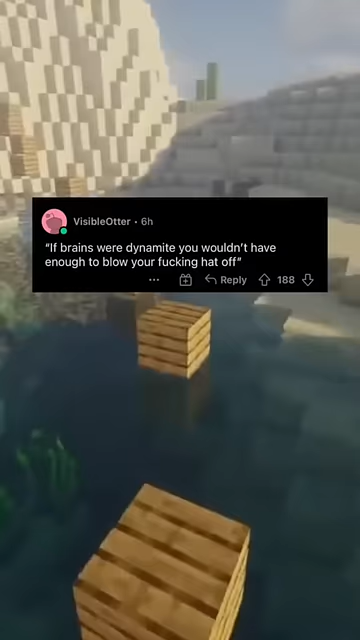 VisibleOtter • 6h
“If brains were dynamite you wouldn’t have
enough to blow your fucking hat off”
Reply 188